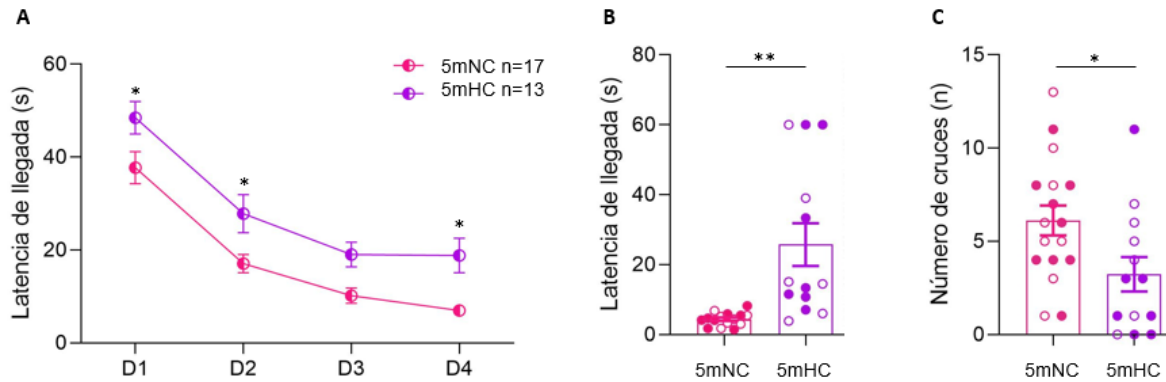 A
Latencia de llegada (s)
60
40
20
0
D1
D2
D3
D4
*
*
*
5mNC n=17
5mHC n=13
B
Latencia de llegada (s)
80
60
40
20
0
**
5mNC
5mHC
C
Número de cruces (n)
15
10
5
0
*
5mNC
5mHC